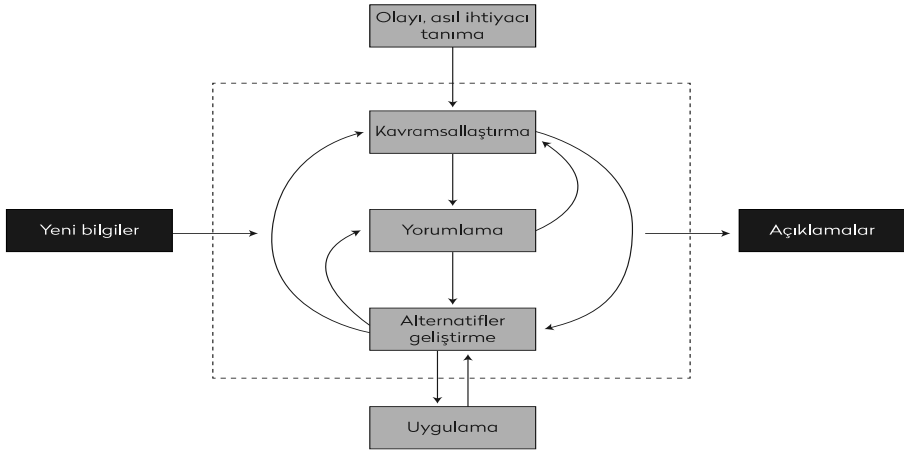 Olayı, asıl ihtiyacı
tanıma
Kavramsallaştırma
Yeni bilgiler
Yorumlama
Açıklamalar
Alternatifler
geliştirme
Uygulama